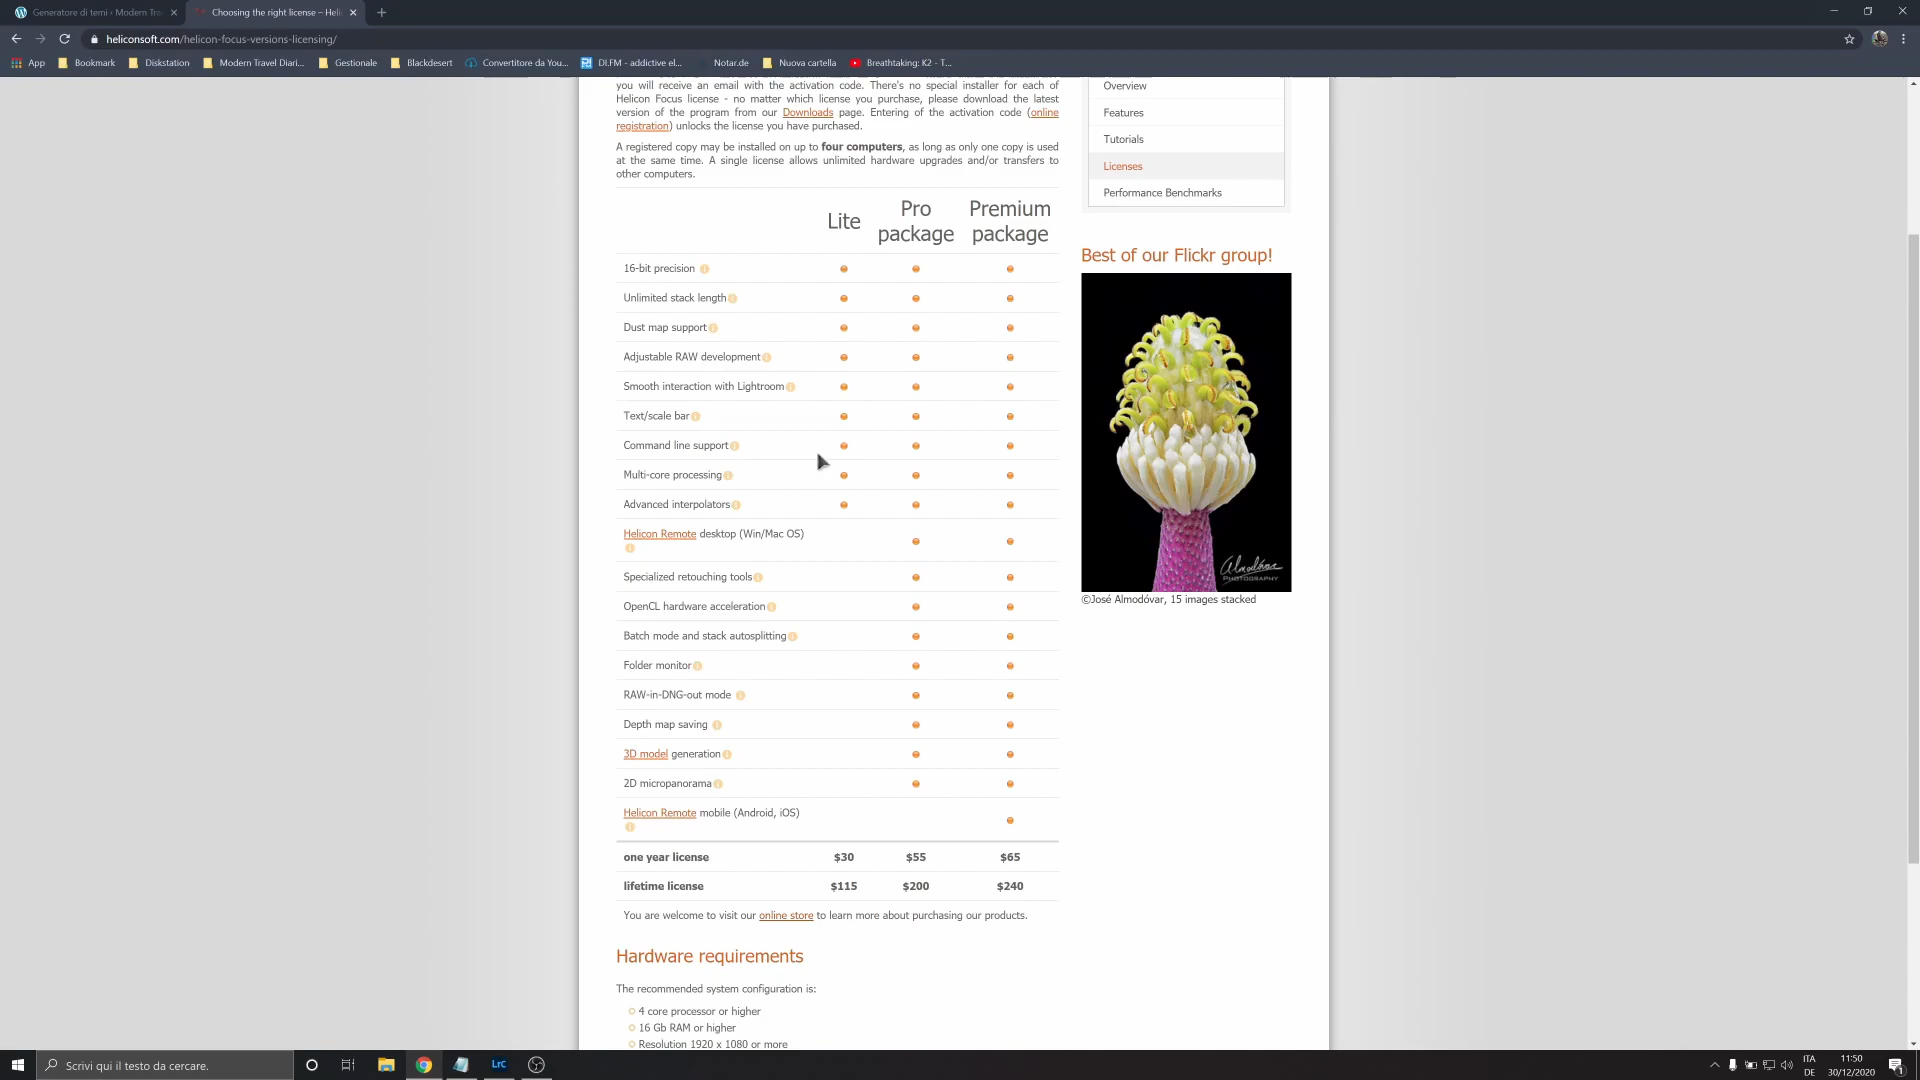 Generatore di temi ‹ Modern Tra
Choosing the right license – Heli
heliconsoft.com/helicon-focus-versions-licensing/
App
Bookmark
Diskstation
Modern Travel Diari...
Gestionale
Blackdesert
Convertitore da You...
DI.FM - addictive el...
Notar.de
Nuova cartella
Breathtaking: K2 - T...
you will receive an email with the activation code. There's no special installer for each of
Helicon Focus license - no matter which license you purchase, please download the latest
version of the program from our Downloads page. Entering of the activation code (online
registration) unlocks the license you have purchased.
A registered copy may be installed on up to four computers, as long as only one copy is used
at the same time. A single license allows unlimited hardware upgrades and/or transfers to
other computers.
Lite
Pro
package
Premium
package
16-bit precision
Unlimited stack length
Dust map support
Adjustable RAW development
Smooth interaction with Lightroom
Text/scale bar
Command line support
Multi-core processing
Advanced interpolators
Helicon Remote desktop (Win/Mac OS)
Specialized retouching tools
OpenCL hardware acceleration
Batch mode and stack autosplitting
Folder monitor
RAW-in-DNG-out mode
Depth map saving
3D model generation
2D micropanorama
Helicon Remote mobile (Android, iOS)
one year license $30 $55 $65
lifetime license $115 $200 $240
You are welcome to visit our online store to learn more about purchasing our products.
Hardware requirements
The recommended system configuration is:
4 core processor or higher
16 Gb RAM or higher
Resolution 1920 x 1080 or more
Overview
Features
Tutorials
Licenses
Performance Benchmarks
Best of our Flickr group!
Almodóvar
PHOTOGRAPHY
©José Almodóvar, 15 images stacked
Scrivi qui il testo da cercare.
LrC
ITA
DE
11:50
30/12/2020
1